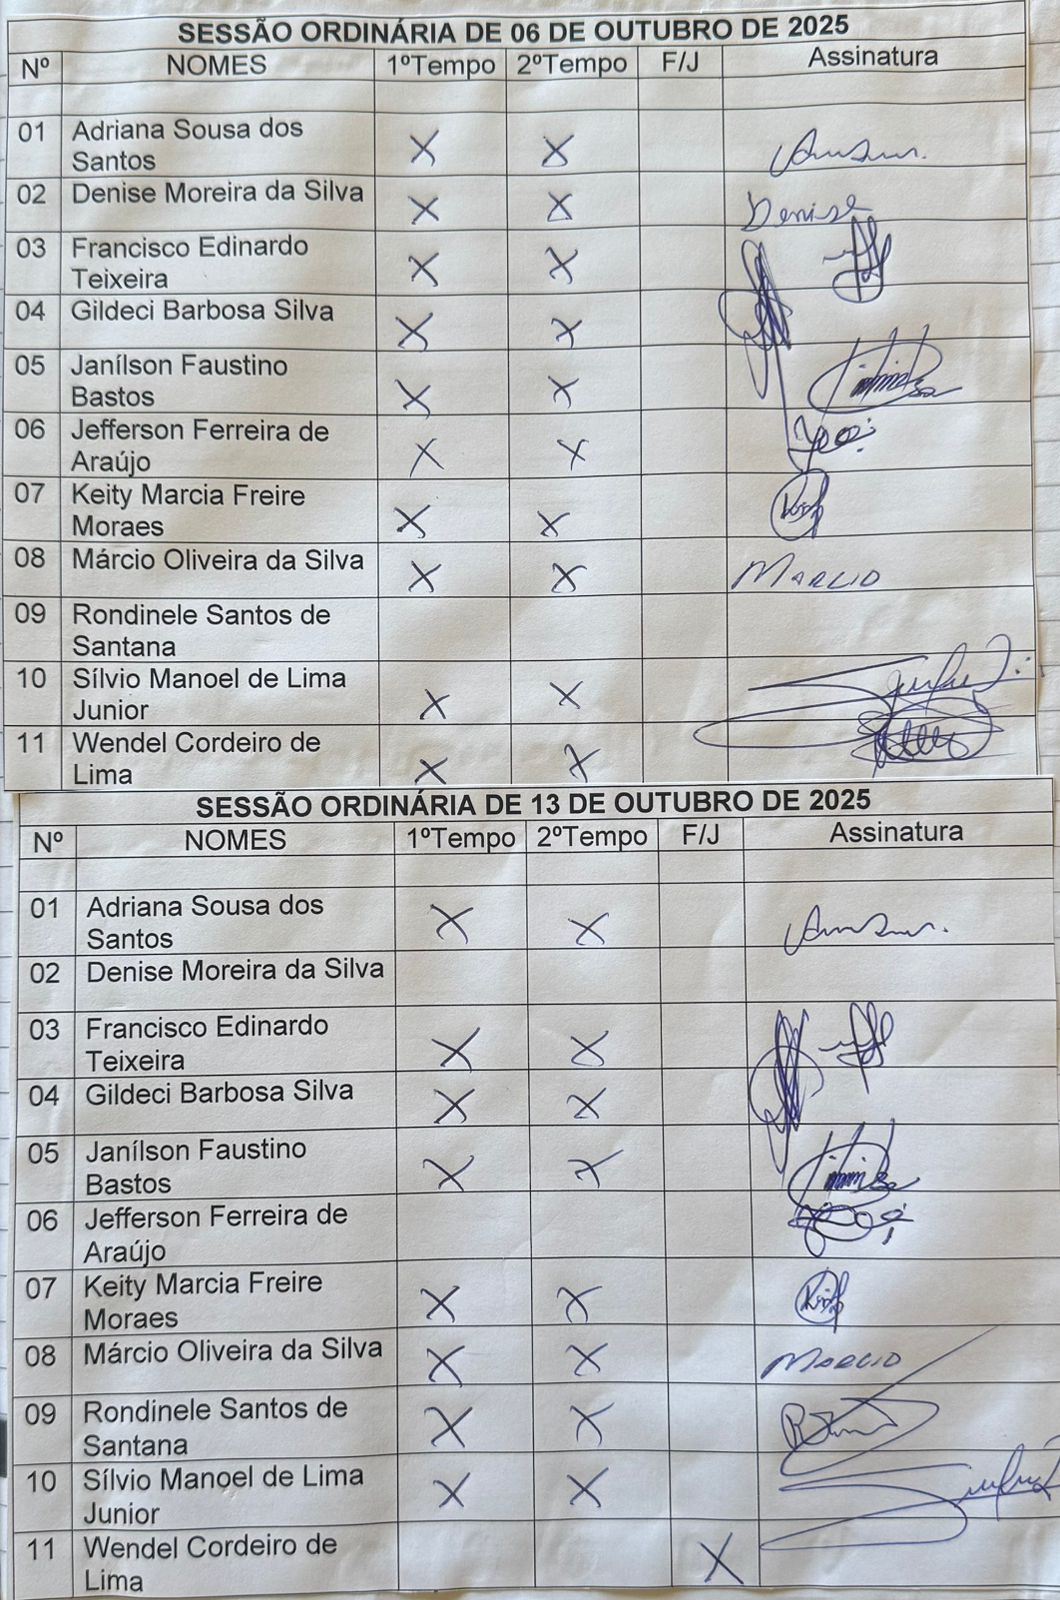 SESSÃO ORDINÁRIA DE 06 DE OUTUBRO DE 2025
Nº NOMES 1ºTempo 2ºTempo F/J Assinatura
01 Adriana Sousa dos X X
Santos
02 Denise Moreira da Silva X X Denise
03 Francisco Edinardo X X
Teixeira
04 Gildeci Barbosa Silva X X
05 Janílson Faustino X X
Bastos
06 Jefferson Ferreira de X X
Araújo
07 Keity Marcia Freire X X
Moraes
08 Márcio Oliveira da Silva X X MARCIO
09 Rondinele Santos de
Santana
10 Sílvio Manoel de Lima X X
Junior
11 Wendel Cordeiro de X X
Lima
SESSÃO ORDINÁRIA DE 13 DE OUTUBRO DE 2025
Nº NOMES 1ºTempo 2ºTempo F/J Assinatura
01 Adriana Sousa dos X X
Santos
02 Denise Moreira da Silva
03 Francisco Edinardo X X
Teixeira
04 Gildeci Barbosa Silva X X
05 Janílson Faustino X X
Bastos
06 Jefferson Ferreira de
Araújo
07 Keity Marcia Freire X X
Moraes
08 Márcio Oliveira da Silva X X MARCIO
09 Rondinele Santos de X X
Santana
10 Sílvio Manoel de Lima X X
Junior
11 Wendel Cordeiro de X
Lima